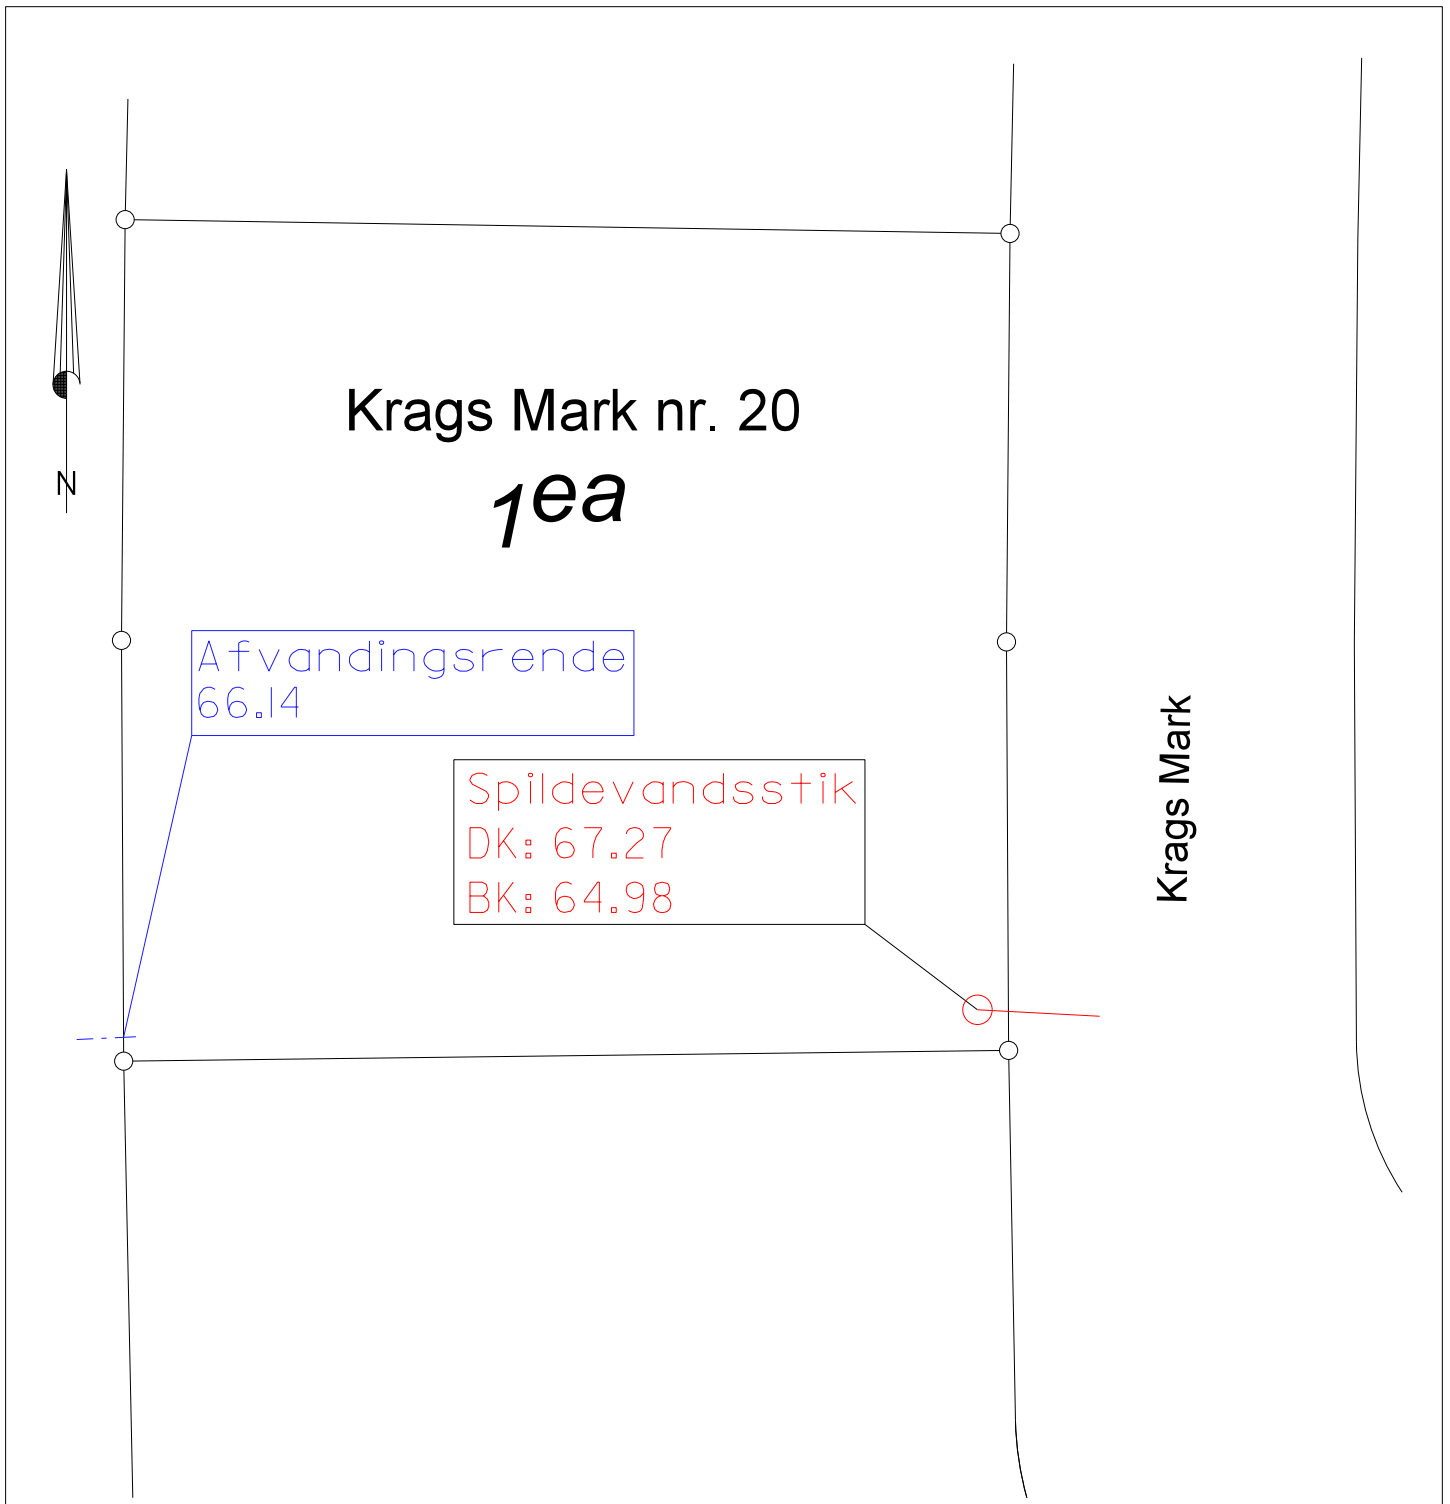 Krags Mark nr. 20
1ea
N
Afvandingsrende
66.14
Spildevandsstik
DK: 67.27
BK: 64.98
Krags Mark